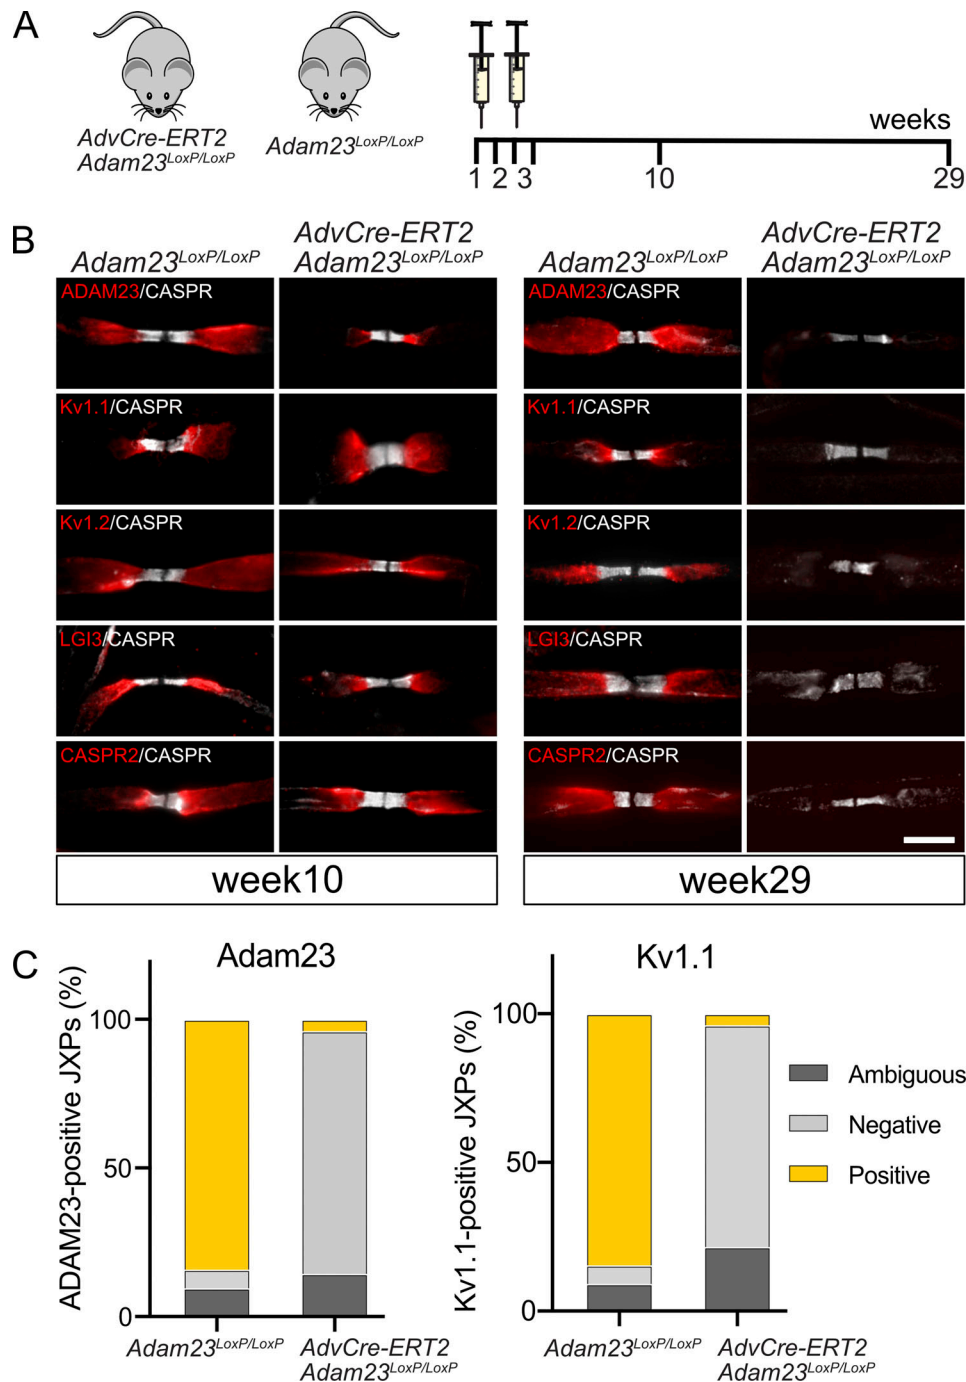 A
AdvCre-ERT2
Adam23LoxP/LoxP
Adam23LoxP/LoxP
weeks
1 2 3 10 29
B
Adam23LoxP/LoxP
AdvCre-ERT2
Adam23LoxP/LoxP
Adam23LoxP/LoxP
AdvCre-ERT2
Adam23LoxP/LoxP
ADAM23/CASPR
ADAM23/CASPR
Kv1.1/CASPR
Kv1.1/CASPR
Kv1.2/CASPR
Kv1.2/CASPR
LGI3/CASPR
LGI3/CASPR
CASPR2/CASPR
CASPR2/CASPR
week10
week29
C
Adam23
ADAM23-positive JXPs (%)
100
50
0
Adam23LoxP/LoxP
AdvCre-ERT2
Adam23LoxP/LoxP
Kv1.1
Kv1.1-positive JXPs (%)
100
50
0
Adam23LoxP/LoxP
AdvCre-ERT2
Adam23LoxP/LoxP
Ambiguous
Negative
Positive